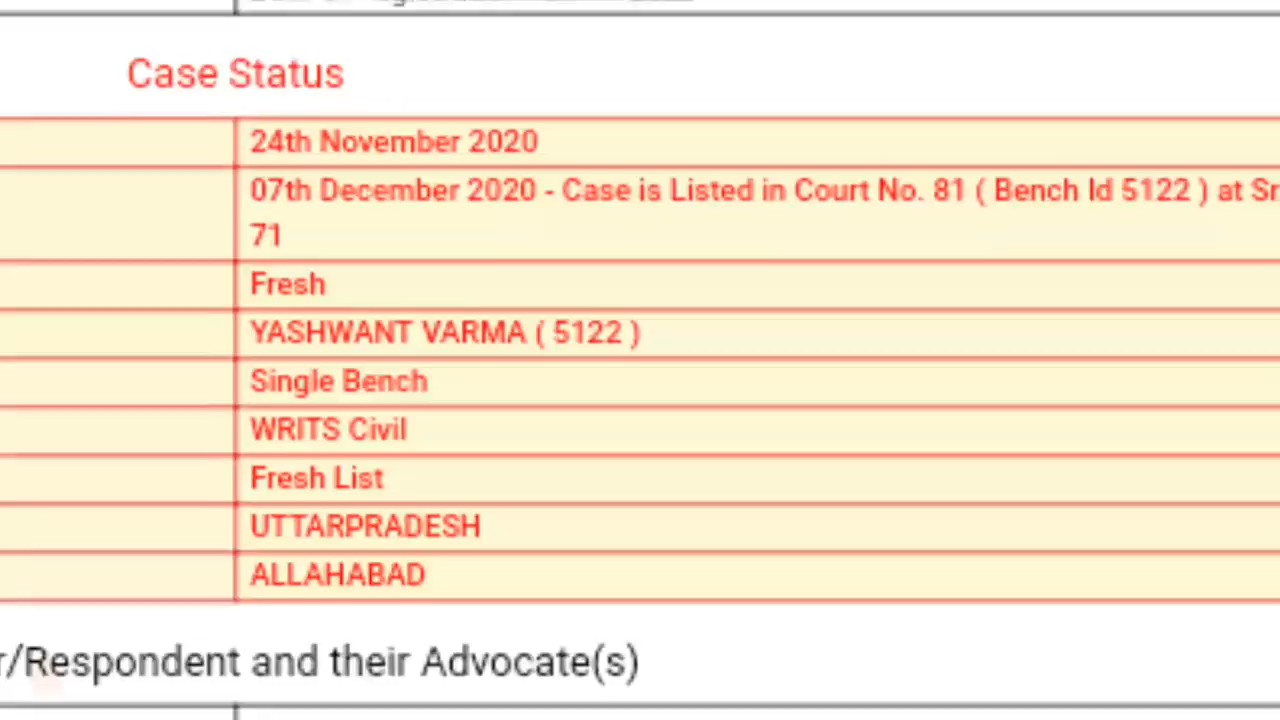 Case Status
24th November 2020
07th December 2020 - Case is Listed in Court No. 81 ( Bench Id 5122 ) at
71
Fresh
YASHWANT VARMA ( 5122 )
Single Bench
WRITS Civil
Fresh List
UTTARPRADESH
ALLAHABAD
r/Respondent and their Advocate(s)